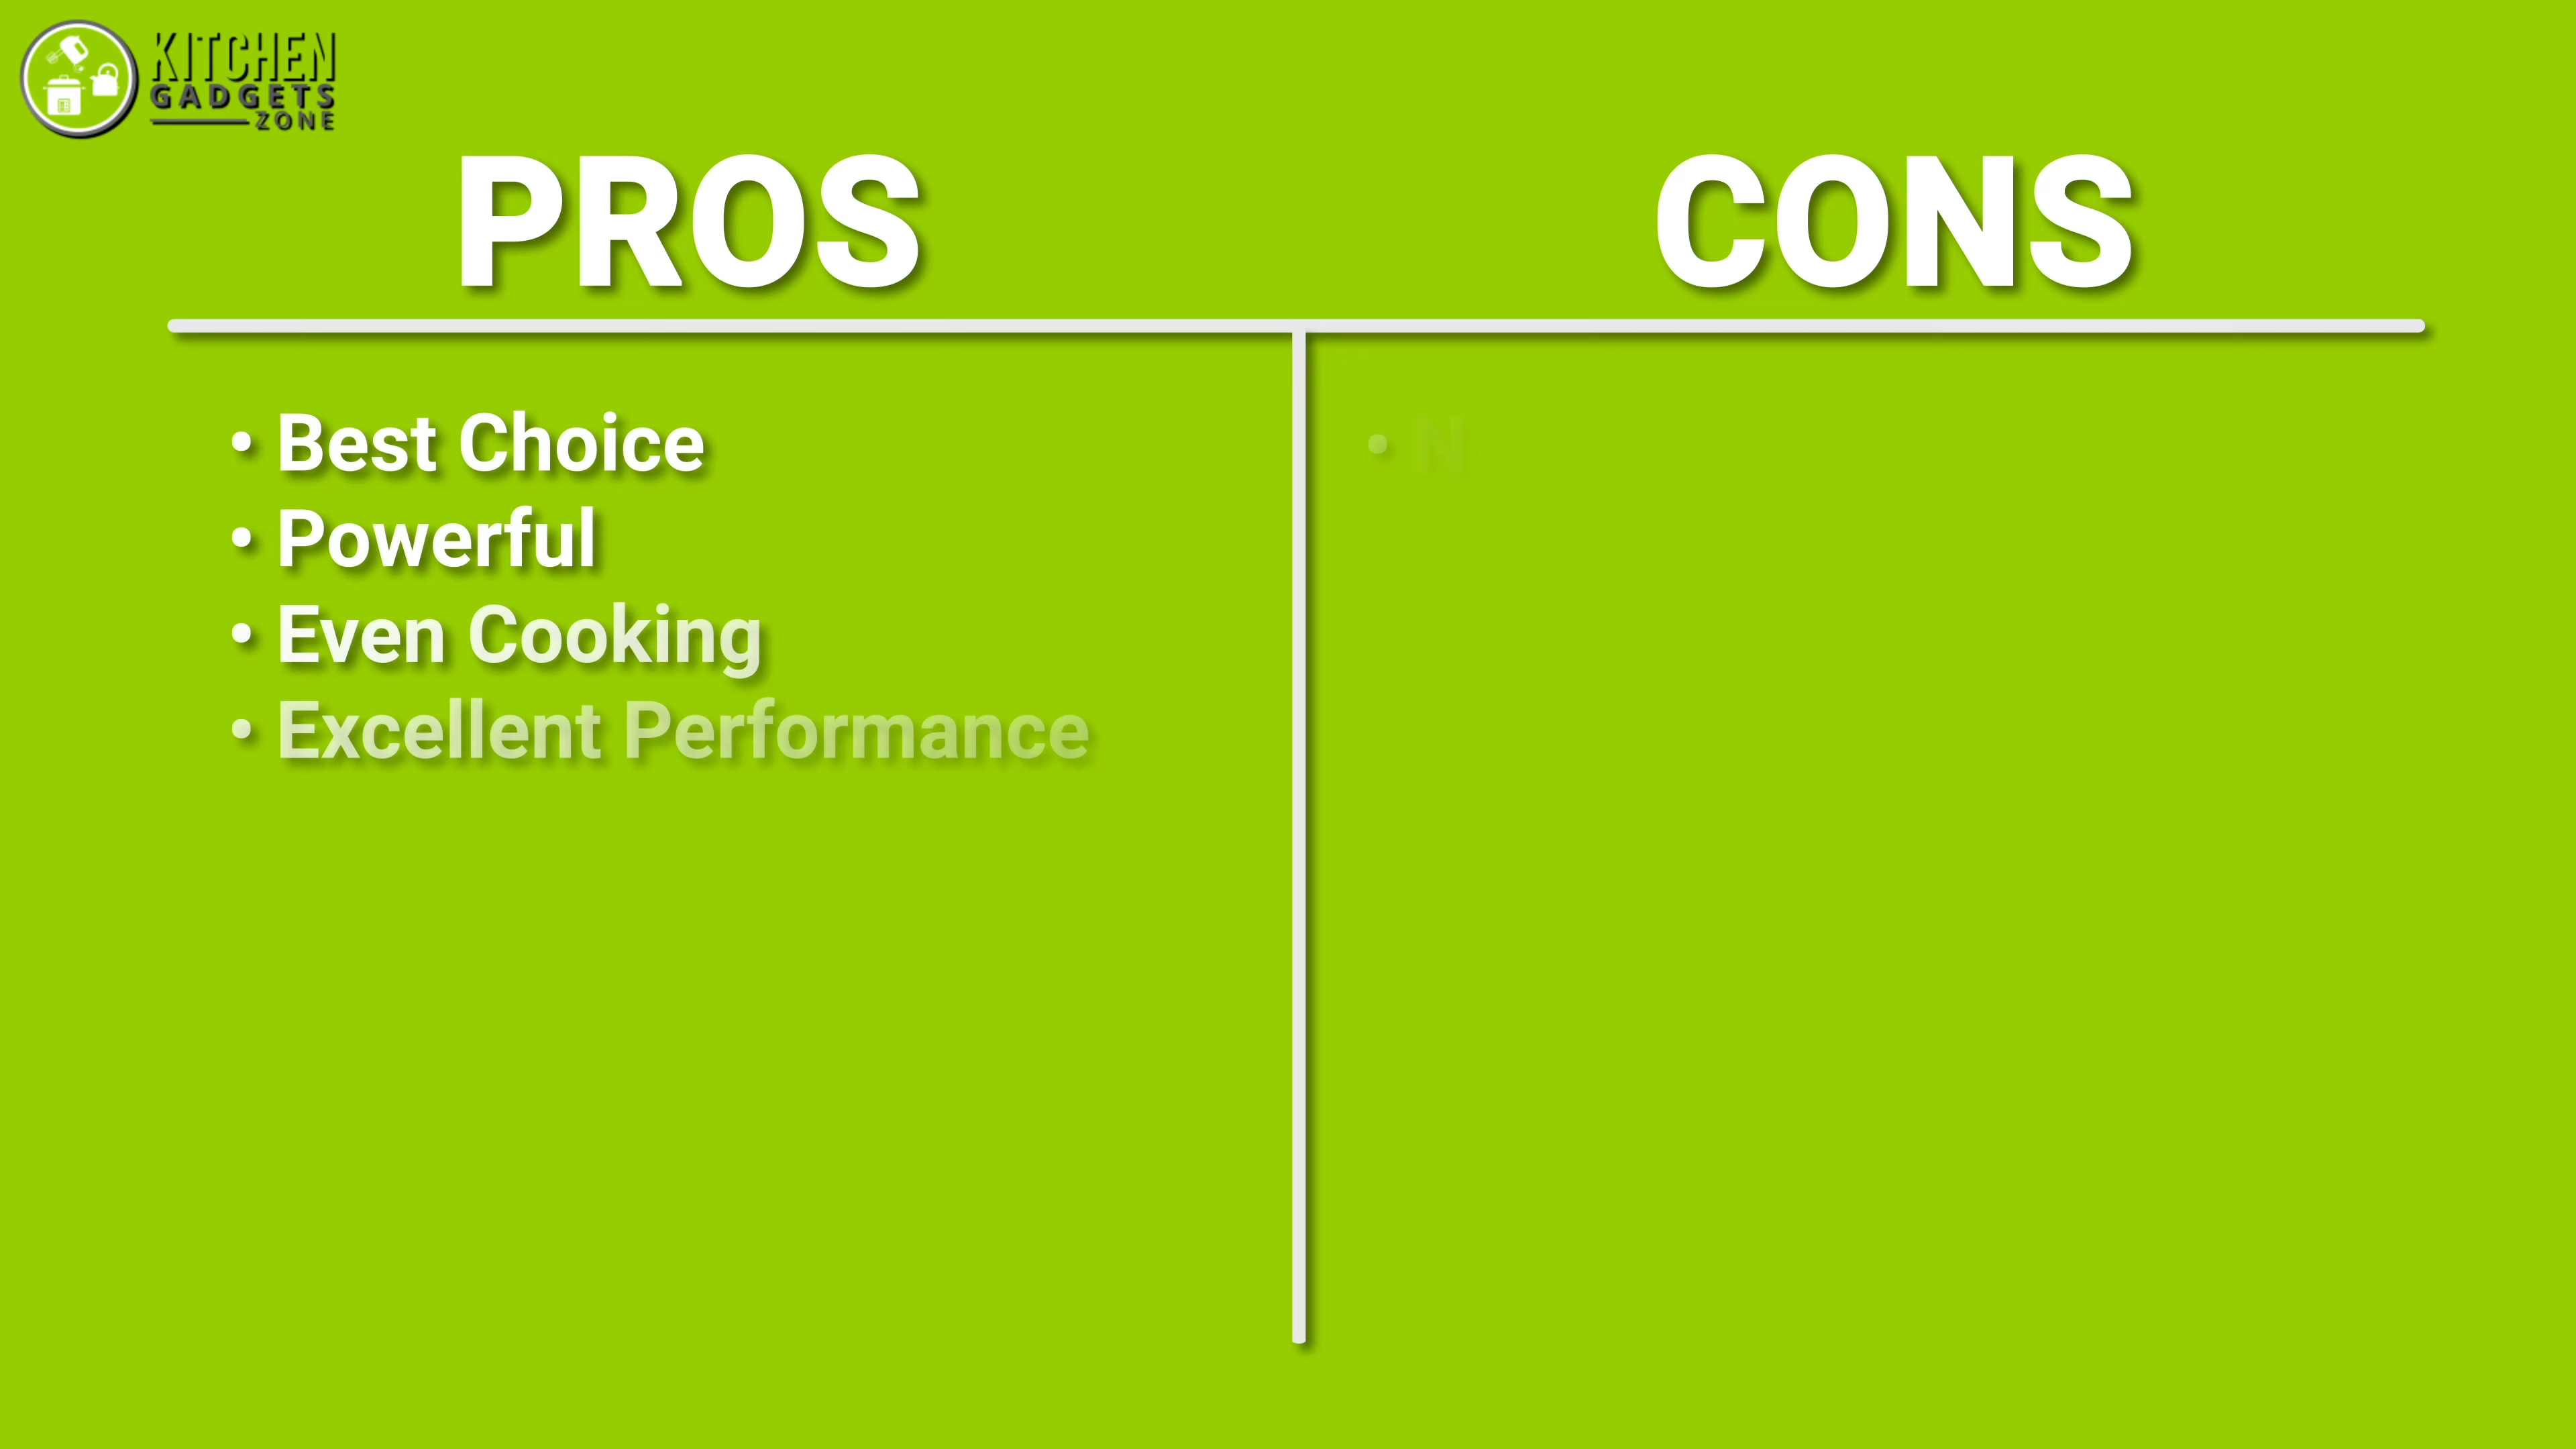 KITCHEN
GADGETS
ZONE
PROS
CONS
• Best Choice
• Powerful
• Even Cooking
• Excellent Performance
• N